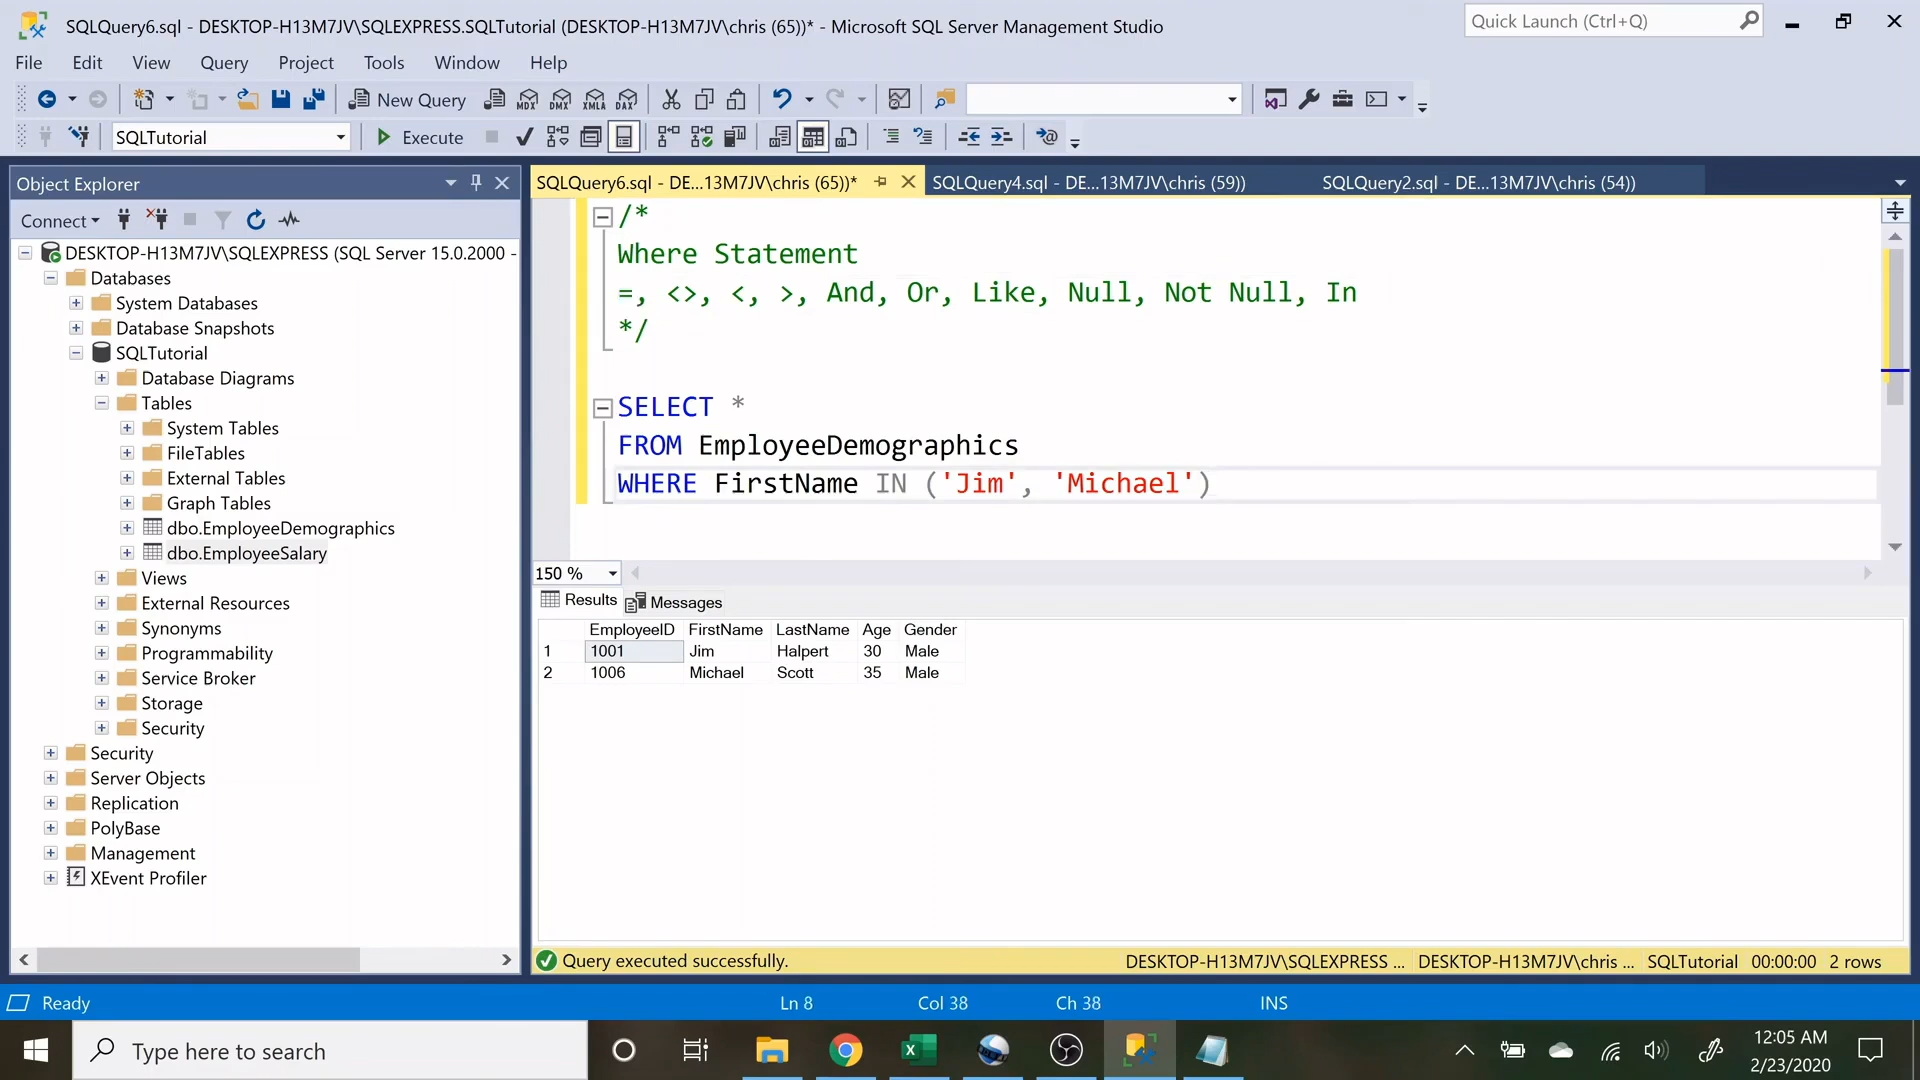 SQLQuery6.sql - DESKTOP-H13M7JV\SQLEXPRESS.SQLTutorial (DESKTOP-H13M7JV\chris (65))* - Microsoft SQL Server Management Studio
Quick Launch (Ctrl+Q)
File Edit View Query Project Tools Window Help
New Query MDX DMX XMLA DAX
SQLTutorial Execute
Object Explorer
Connect
DESKTOP-H13M7JV\SQLEXPRESS (SQL Server 15.0.2000 -
Databases
System Databases
Database Snapshots
SQLTutorial
Database Diagrams
Tables
System Tables
FileTables
External Tables
Graph Tables
dbo.EmployeeDemographics
dbo.EmployeeSalary
Views
External Resources
Synonyms
Programmability
Service Broker
Storage
Security
Security
Server Objects
Replication
PolyBase
Management
XEvent Profiler
SQLQuery6.sql - DE...13M7JV\chris (65))* SQLQuery4.sql - DE...13M7JV\chris (59)) SQLQuery2.sql - DE...13M7JV\chris (54))
/*
Where Statement
=, <>, <, >, And, Or, Like, Null, Not Null, In
*/
SELECT *
FROM EmployeeDemographics
WHERE FirstName IN ('Jim', 'Michael')
150 %
Results Messages
EmployeeID FirstName LastName Age Gender
1 1001 Jim Halpert 30 Male
2 1006 Michael Scott 35 Male
Query executed successfully. DESKTOP-H13M7JV\SQLEXPRESS ... DESKTOP-H13M7JV\chris ... SQLTutorial 00:00:00 2 rows
Ready Ln 8 Col 38 Ch 38 INS
Type here to search
12:05 AM
2/23/2020